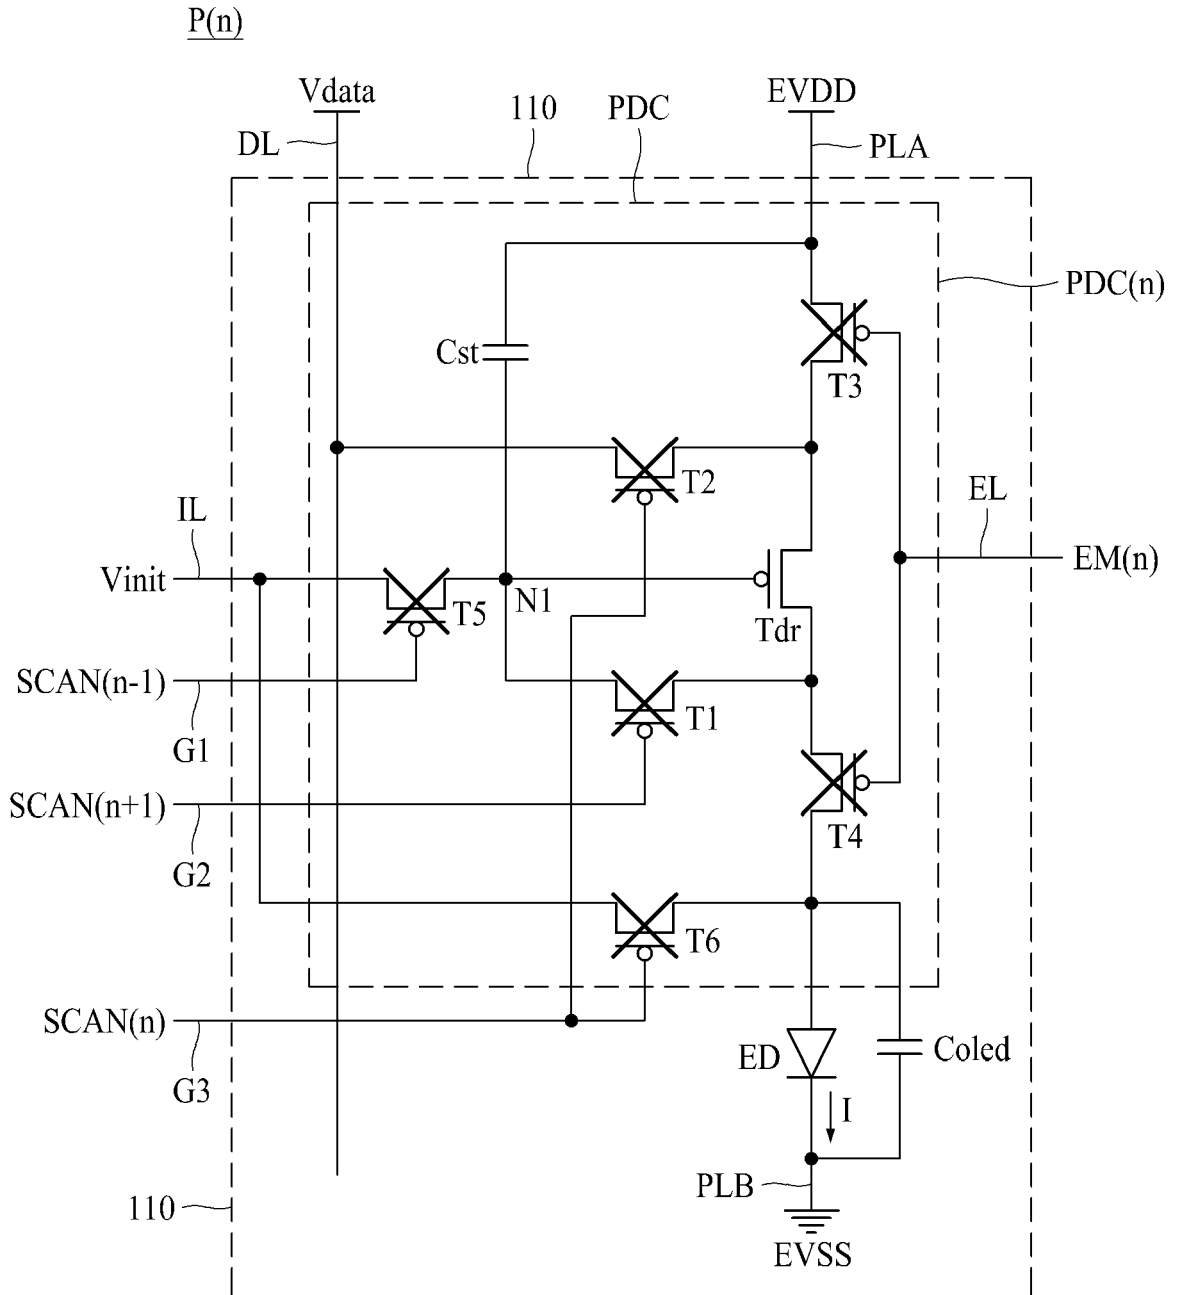 P(n)
Vdata
110
PDC
EVDD
DL
PLA
PDC(n)
Cst
T3
T2
IL
EL
Vinit
T5
N1
EM(n)
Tdr
SCAN(n-1)
T1
G1
SCAN(n+1)
T4
G2
T6
SCAN(n)
ED
Coled
G3
I
PLB
110
EVSS